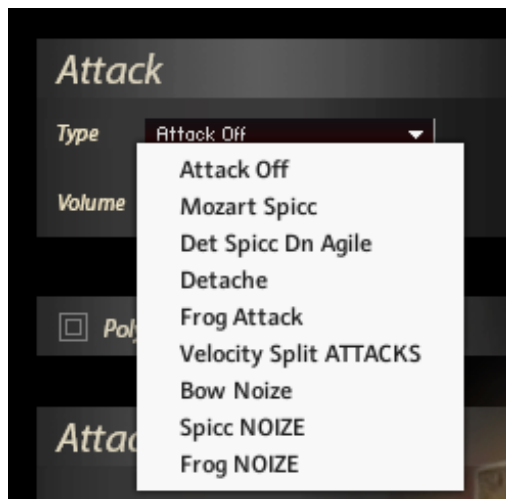 Attack
Type Attack Off
Attack Off
Volume
Mozart Spicc
Det Spicc Dn Agile
Detache
Frog Attack
Velocity Split ATTACKS
Bow Noize
Spicc NOIZE
Frog NOIZE